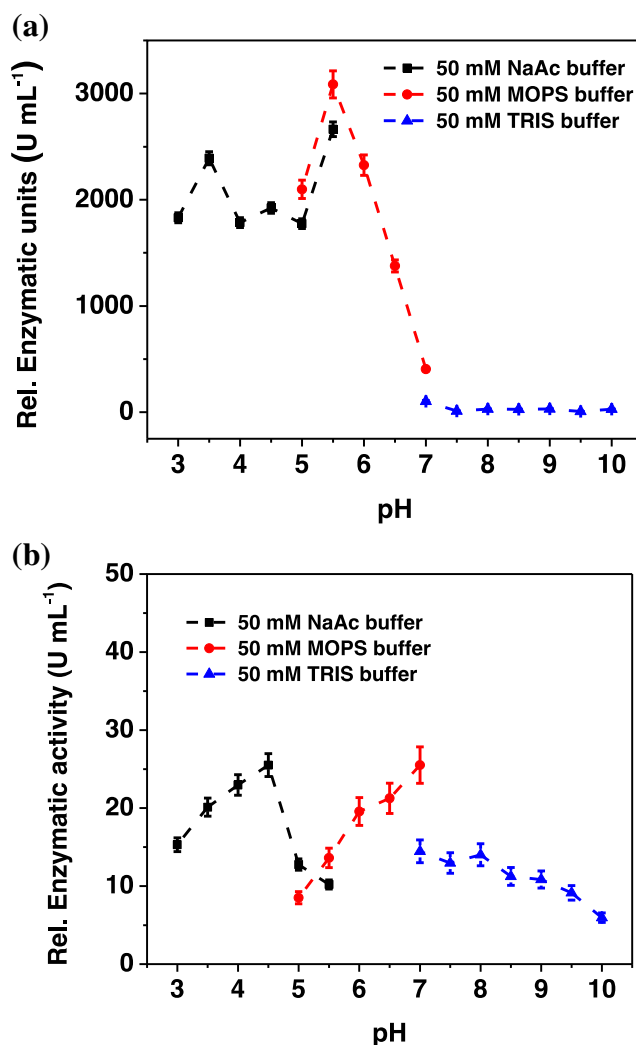 (a)
50 mM NaAc buffer
50 mM MOPS buffer
50 mM TRIS buffer
Rel. Enzymatic units (U mL⁻¹)
3000
2000
1000
0
3 4 5 6 7 8 9 10
pH
(b)
50 mM NaAc buffer
50 mM MOPS buffer
50 mM TRIS buffer
Rel. Enzymatic activity (U mL⁻¹)
50
40
30
20
10
0
3 4 5 6 7 8 9 10
pH